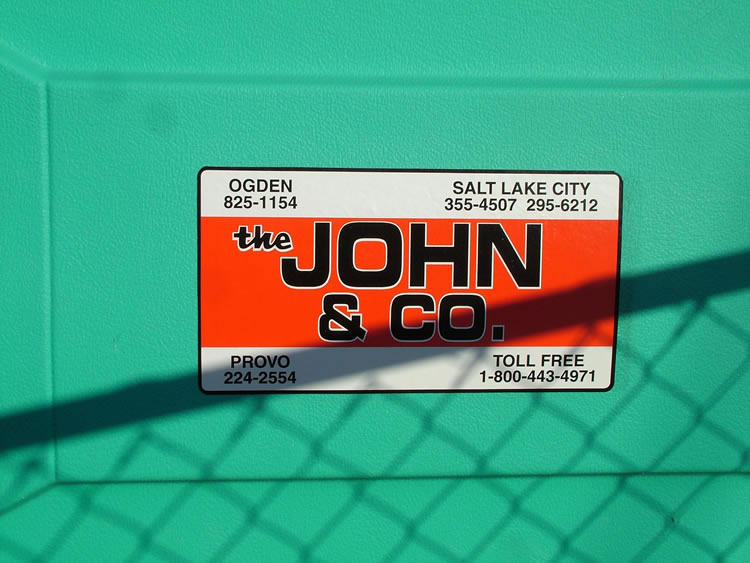 OGDEN
825-1154
SALT LAKE CITY
355-4507 295-6212
the JOHN
& CO.
PROVO
224-2554
TOLL FREE
1-800-443-4971